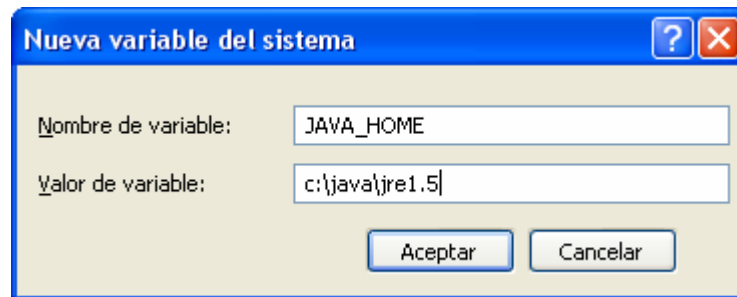 Nueva variable del sistema
Nombre de variable: JAVA_HOME
Valor de variable: c:\java\jre1.5
Aceptar Cancelar